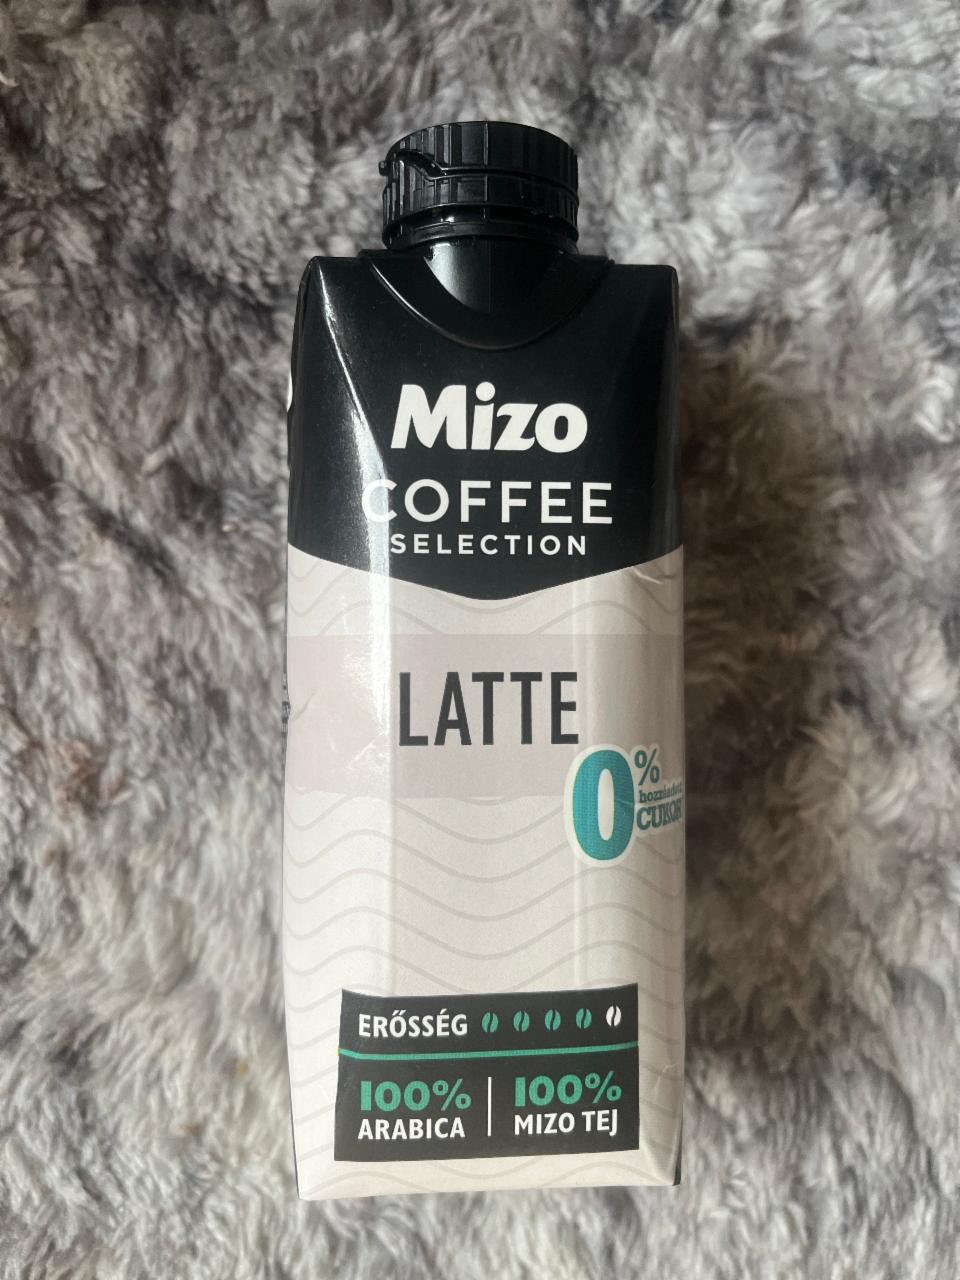 Mizo
COFFEE
SELECTION
LATTE
0%
hozzáadott
CUKOR
ERŐSSÉG
100% 100%
ARABICA MIZO TEJ